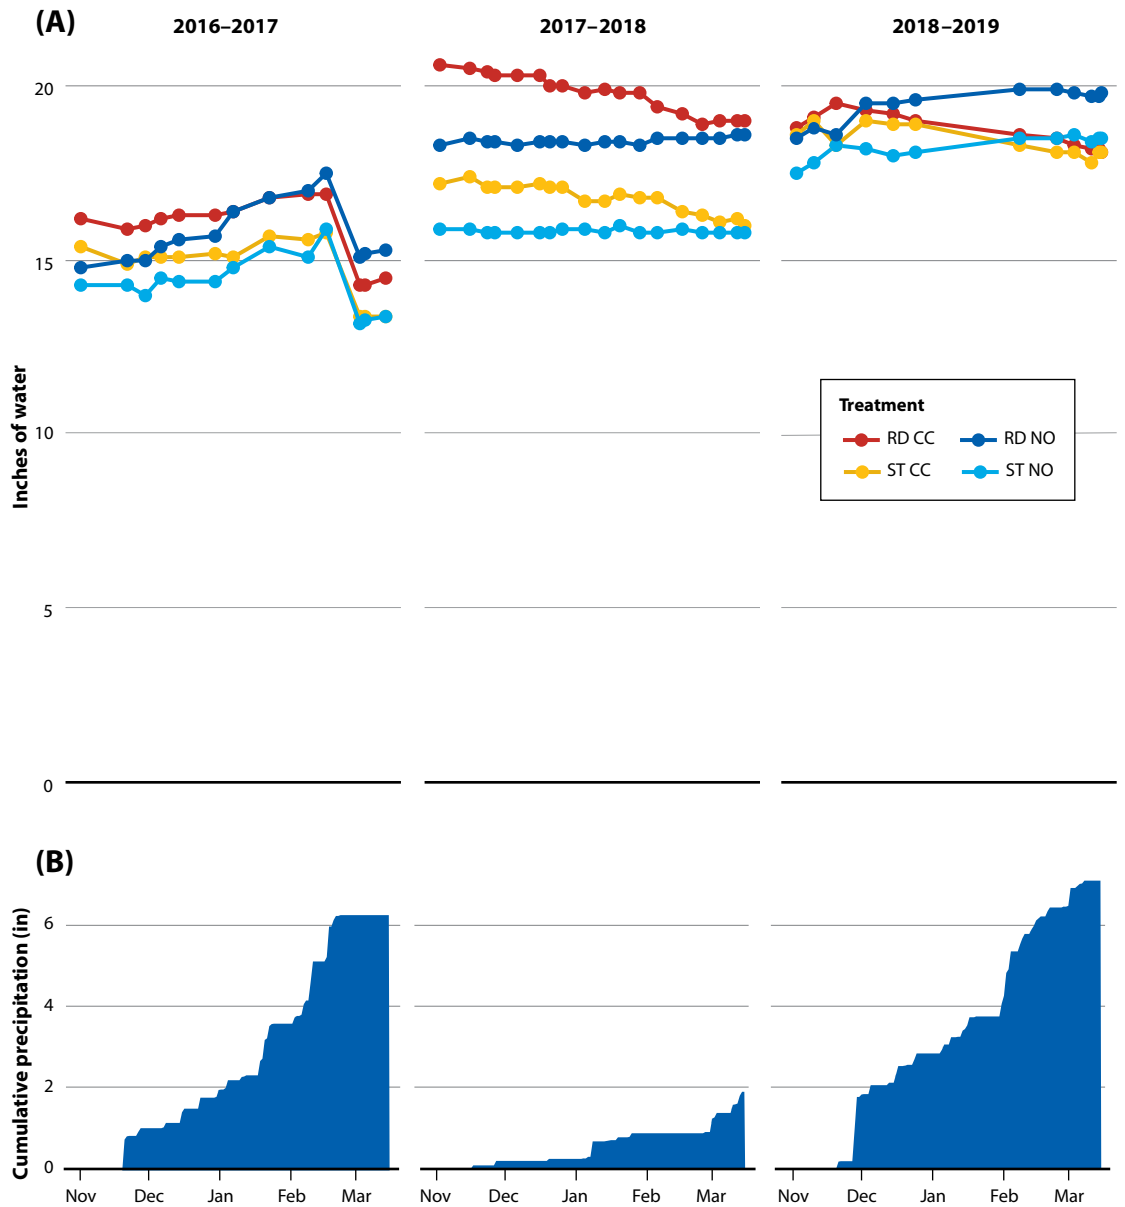 (A)
2016–2017
2017–2018
2018–2019
20
15
10
5
0
Inches of water
Treatment
RD CC
RD NO
ST CC
ST NO
(B)
Cumulative precipitation (in)
6
4
2
0
Nov Dec Jan Feb Mar
Nov Dec Jan Feb Mar
Nov Dec Jan Feb Mar